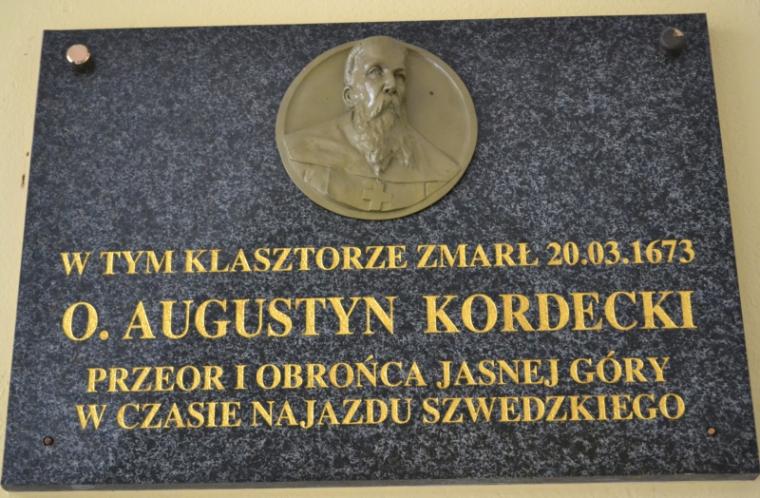 W TYM KLASZTORZE ZMARŁ 20.03.1673
O. AUGUSTYN KORDECKI
PRZEOR I OBROŃCA JASNEJ GÓRY
W CZASIE NAJAZDU SZWEDZKIEGO